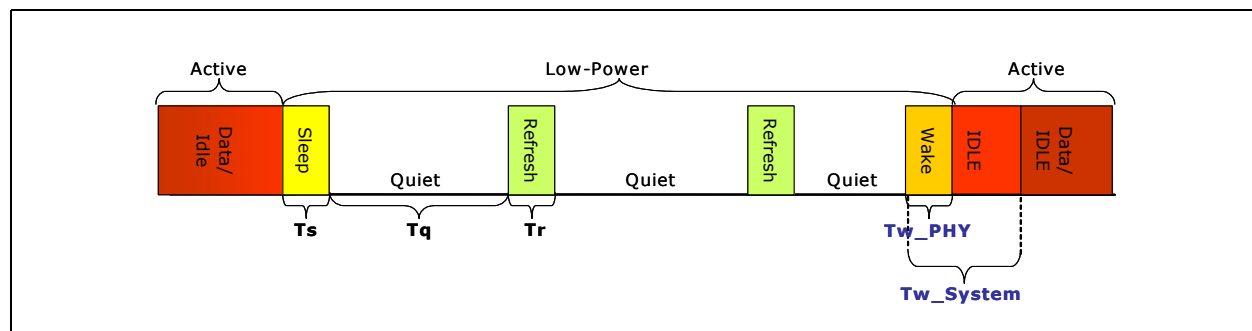 Active Low-Power Active
Data/
Idle
Sleep
Quiet
Refresh
Quiet
Refresh
Quiet
Wake
IDLE
Data/
IDLE
Ts Tq Tr Tw_PHY
Tw_System